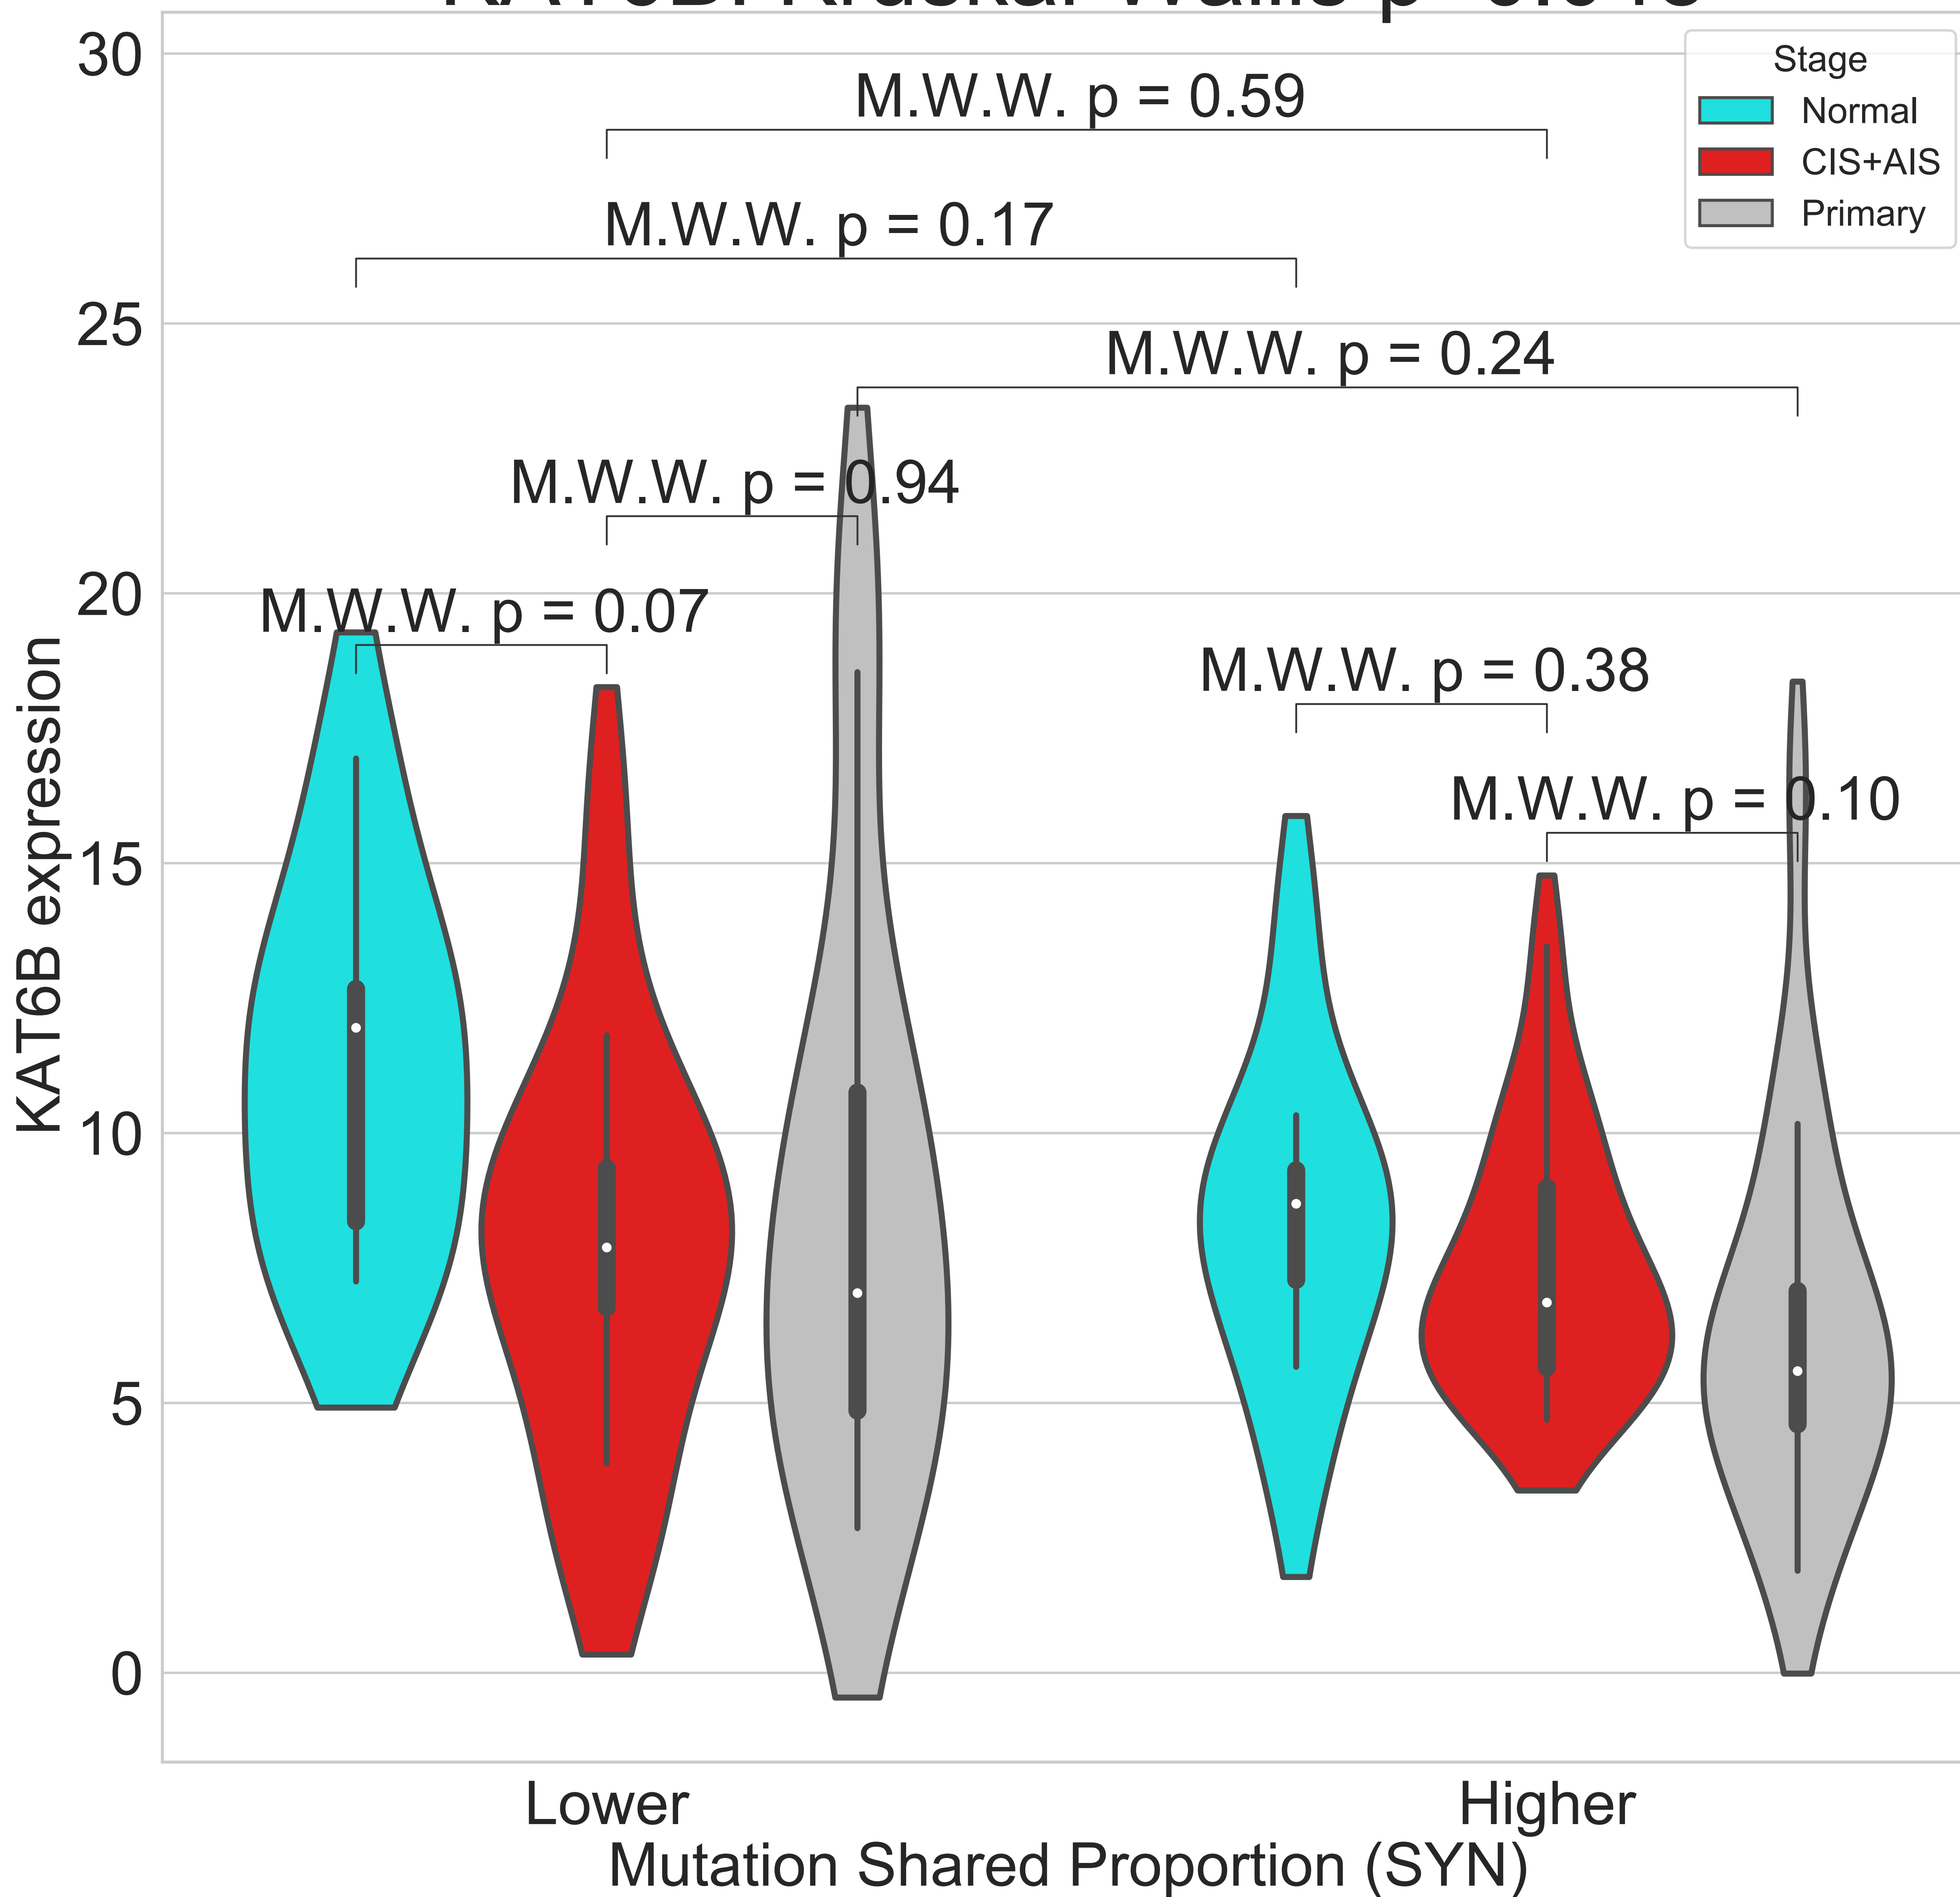 30
25
20
15
10
5
0
KAT6B expression
Stage
Normal
CIS+AIS
Primary
M.W.W. p = 0.59
M.W.W. p = 0.17
M.W.W. p = 0.24
M.W.W. p = 0.94
M.W.W. p = 0.07
M.W.W. p = 0.38
M.W.W. p = 0.10
Lower
Higher
Mutation Shared Proportion (SYN)